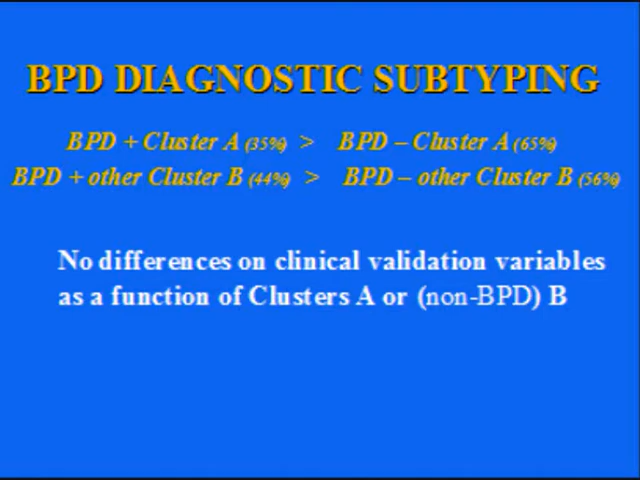 BPD DIAGNOSTIC SUBTYPING
BPD + Cluster A (35%) > BPD – Cluster A (65%)
BPD + other Cluster B (44%) > BPD – other Cluster B (56%)
No differences on clinical validation variables
as a function of Clusters A or (non-BPD) B